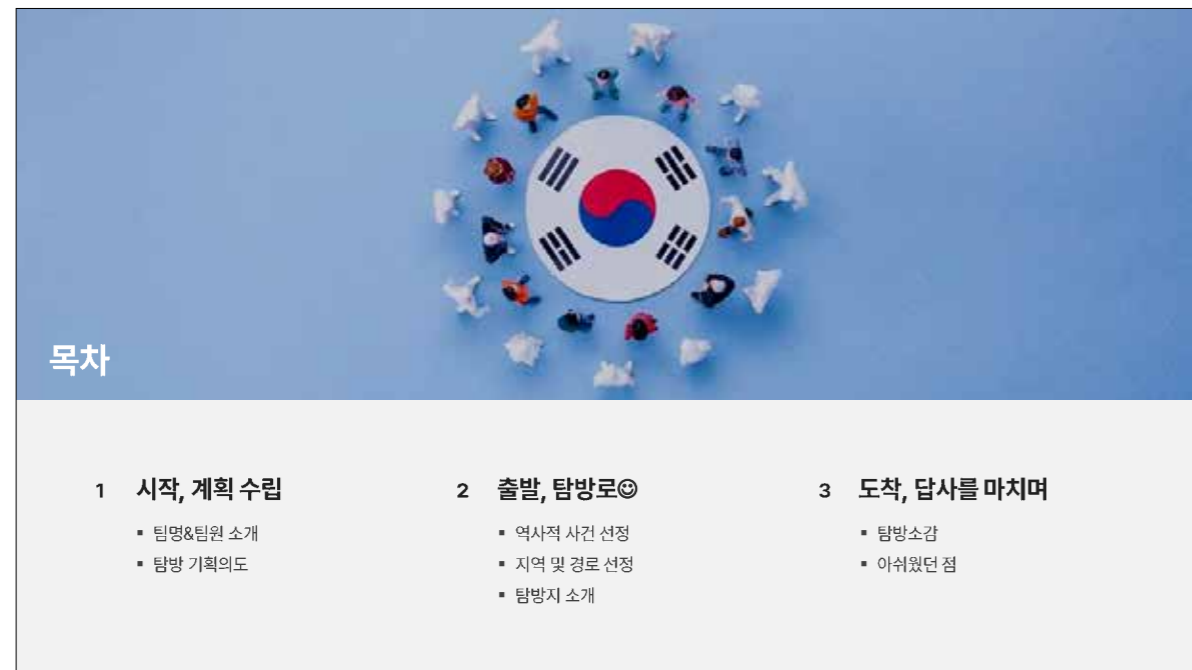 목차
1 시작, 계획 수립
▪ 팀명&팀원 소개
▪ 탐방 기획의도
2 출발, 탐방로☺
▪ 역사적 사건 선정
▪ 지역 및 경로 선정
▪ 탐방지 소개
3 도착, 답사를 마치며
▪ 탐방소감
▪ 아쉬웠던 점